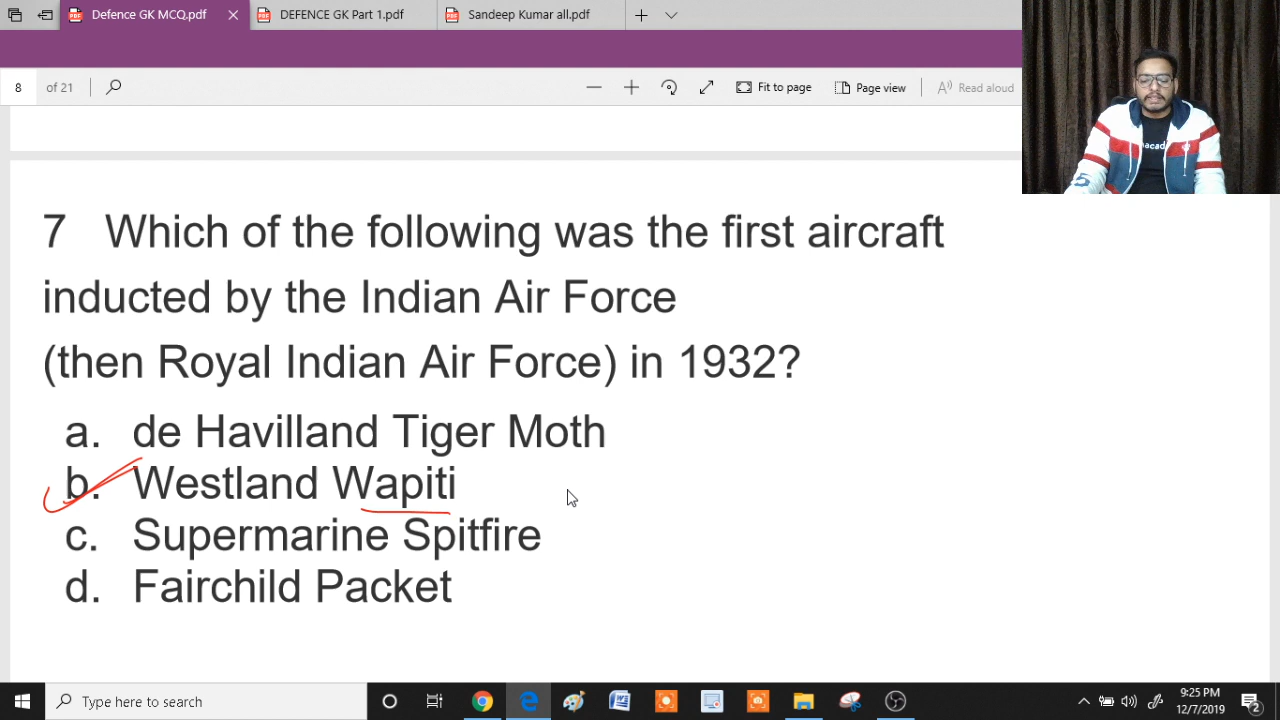 Defence GK MCQ.pdf
DEFENCE GK Part 1.pdf
Sandeep Kumar all.pdf
8 of 21
Fit to page
Page view
Read aloud
7 Which of the following was the first aircraft
inducted by the Indian Air Force
(then Royal Indian Air Force) in 1932?
a. de Havilland Tiger Moth
b. Westland Wapiti
c. Supermarine Spitfire
d. Fairchild Packet
Type here to search
9:25 PM
12/7/2019
2